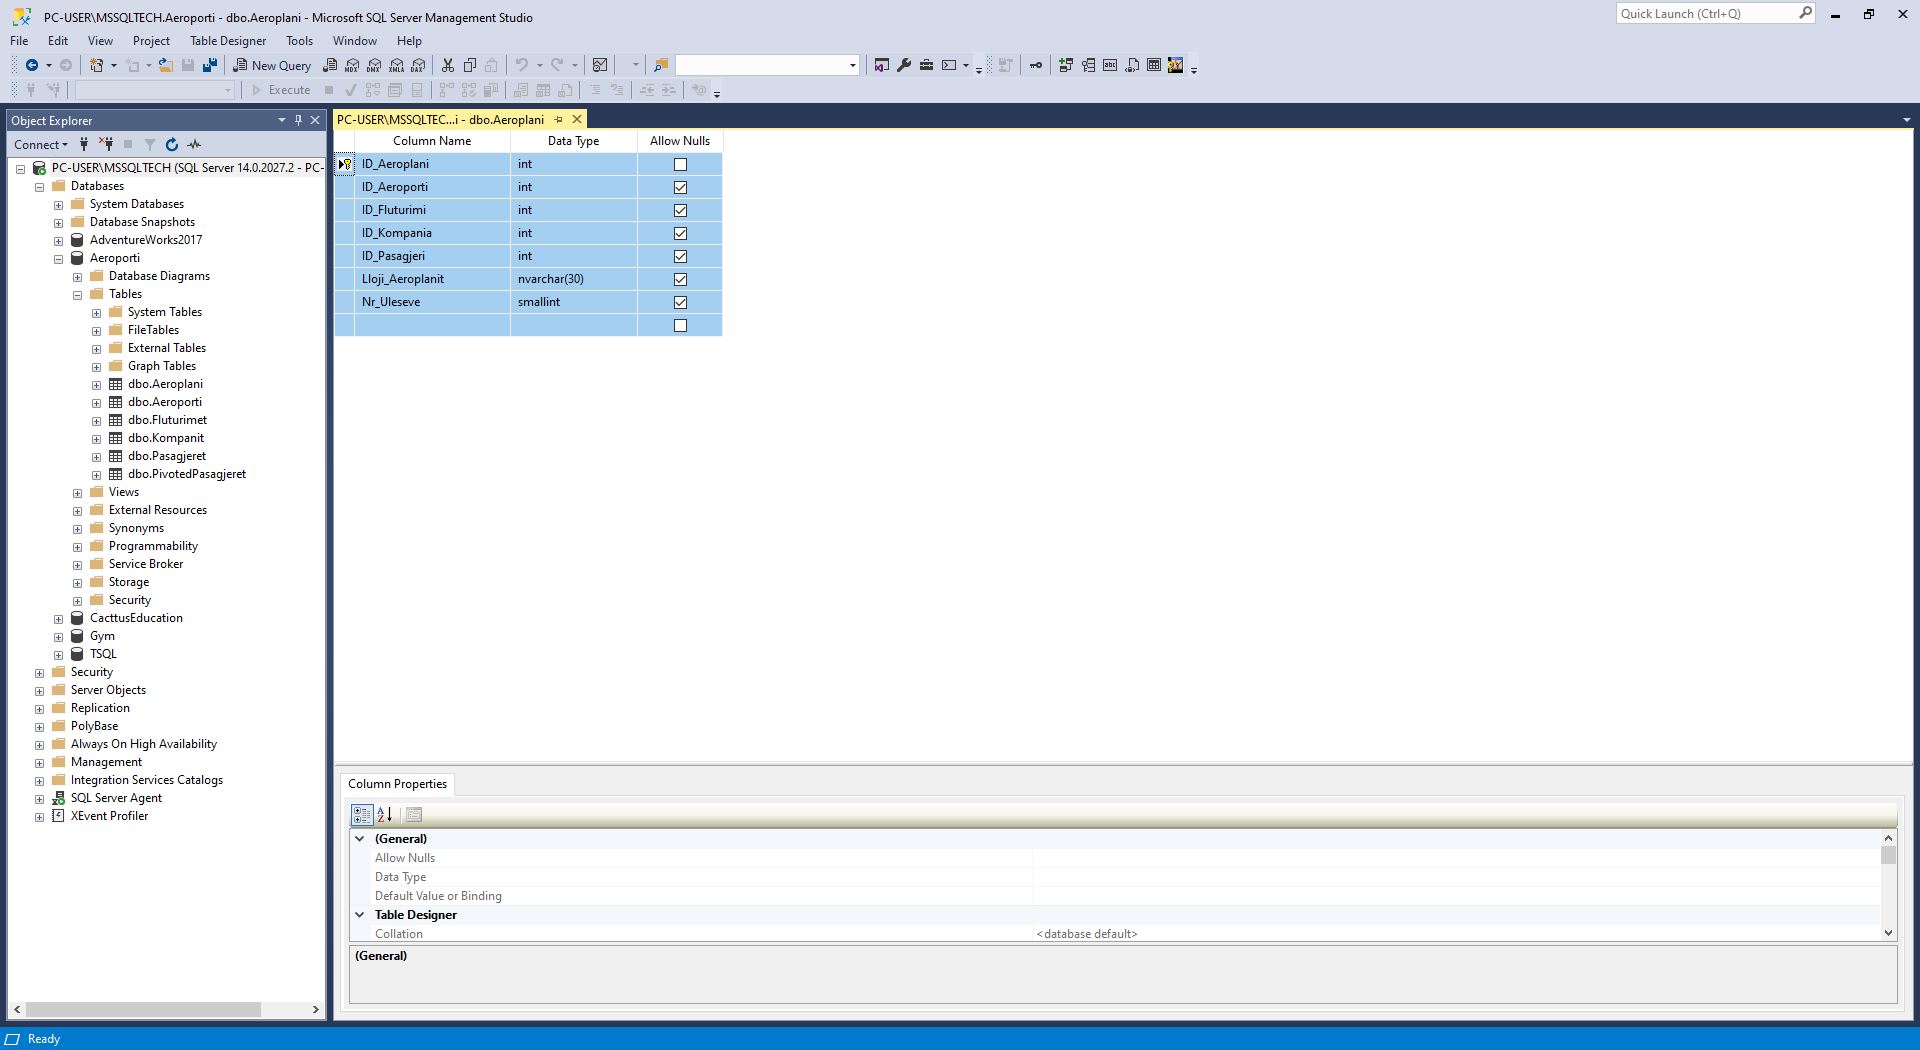 PC-USER\MSSQLTECH.Aeroporti - dbo.Aeroplani - Microsoft SQL Server Management Studio
Quick Launch (Ctrl+Q)
File Edit View Project Table Designer Tools Window Help
New Query MDX DMX XMLA DAX
Execute
Object Explorer
Connect
PC-USER\MSSQLTECH (SQL Server 14.0.2027.2 - PC-
Databases
System Databases
Database Snapshots
AdventureWorks2017
Aeroporti
Database Diagrams
Tables
System Tables
FileTables
External Tables
Graph Tables
dbo.Aeroplani
dbo.Aeroporti
dbo.Fluturimet
dbo.Kompanit
dbo.Pasagjeret
dbo.PivotedPasagjeret
Views
External Resources
Synonyms
Programmability
Service Broker
Storage
Security
CacttusEducation
Gym
TSQL
Security
Server Objects
Replication
PolyBase
Always On High Availability
Management
Integration Services Catalogs
SQL Server Agent
XEvent Profiler
PC-USER\MSSQLTEC...i - dbo.Aeroplani
Column Name Data Type Allow Nulls
ID_Aeroplani int
ID_Aeroporti int
ID_Fluturimi int
ID_Kompania int
ID_Pasagjeri int
Lloji_Aeroplanit nvarchar(30)
Nr_Uleseve smallint
Column Properties
(General)
Allow Nulls
Data Type
Default Value or Binding
Table Designer
Collation <database default>
(General)
Ready